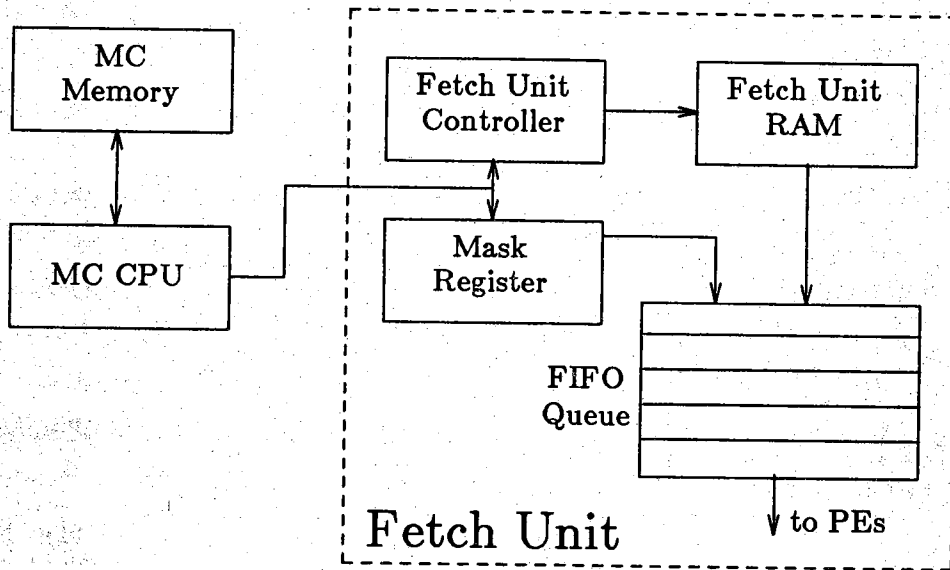 MC
Memory
MC CPU
Fetch Unit
Controller
Fetch Unit
RAM
Mask
Register
FIFO
Queue
to PEs
Fetch Unit